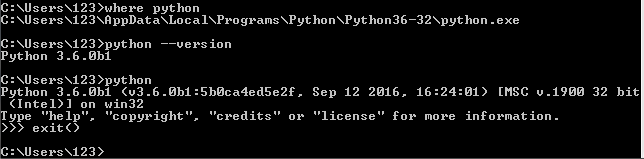 C:\Users\123>where python
C:\Users\123\AppData\Local\Programs\Python\Python36-32\python.exe
C:\Users\123>python --version
Python 3.6.0b1
C:\Users\123>python
Python 3.6.0b1 (v3.6.0b1:5b0ca4ed5e2f, Sep 12 2016, 16:24:01) [MSC v.1900 32 bit
 (Intel)] on win32
Type "help", "copyright", "credits" or "license" for more information.
>>> exit()
C:\Users\123>